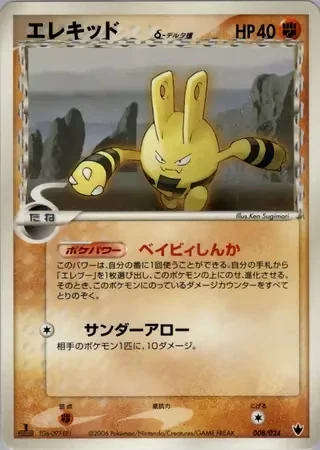 エレキッド δ-デルタ種 HP40
Illus.Ken Sugimori
たね
ポケパワー ベイビィしんか
このパワーは、自分の番に1回使うことができる。自分の手札から
「エレブー」を1枚選び出し、このポケモンの上にのせ、進化させる。
そのとき、このポケモンにのっているダメージカウンターをすべて
とりのぞく。
サンダーアロー
相手のポケモン1匹に、10ダメージ。
弱点 抵抗力 にげる
1
©2006 Pokémon/Nintendo/Creatures/GAME FREAK 006/024